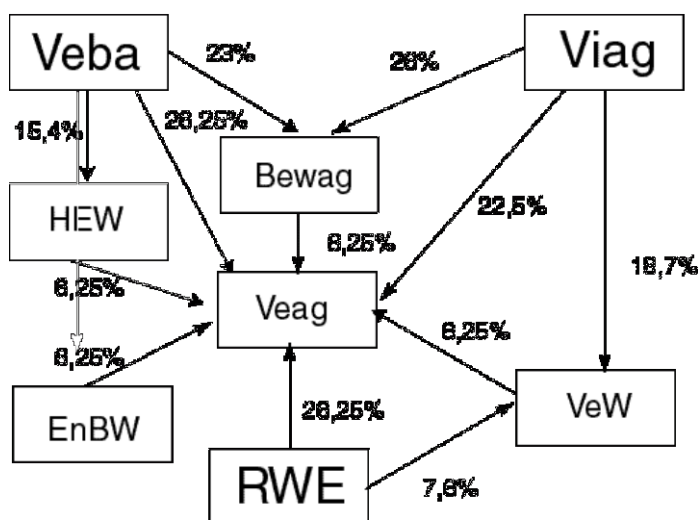 Veba
Viag
23%
26%
15,4%
26,25%
Bewag
HEW
22,5%
6,25%
18,7%
6,25%
Veag
6,25%
6,25%
EnBW
VeW
26,25%
RWE
7,6%